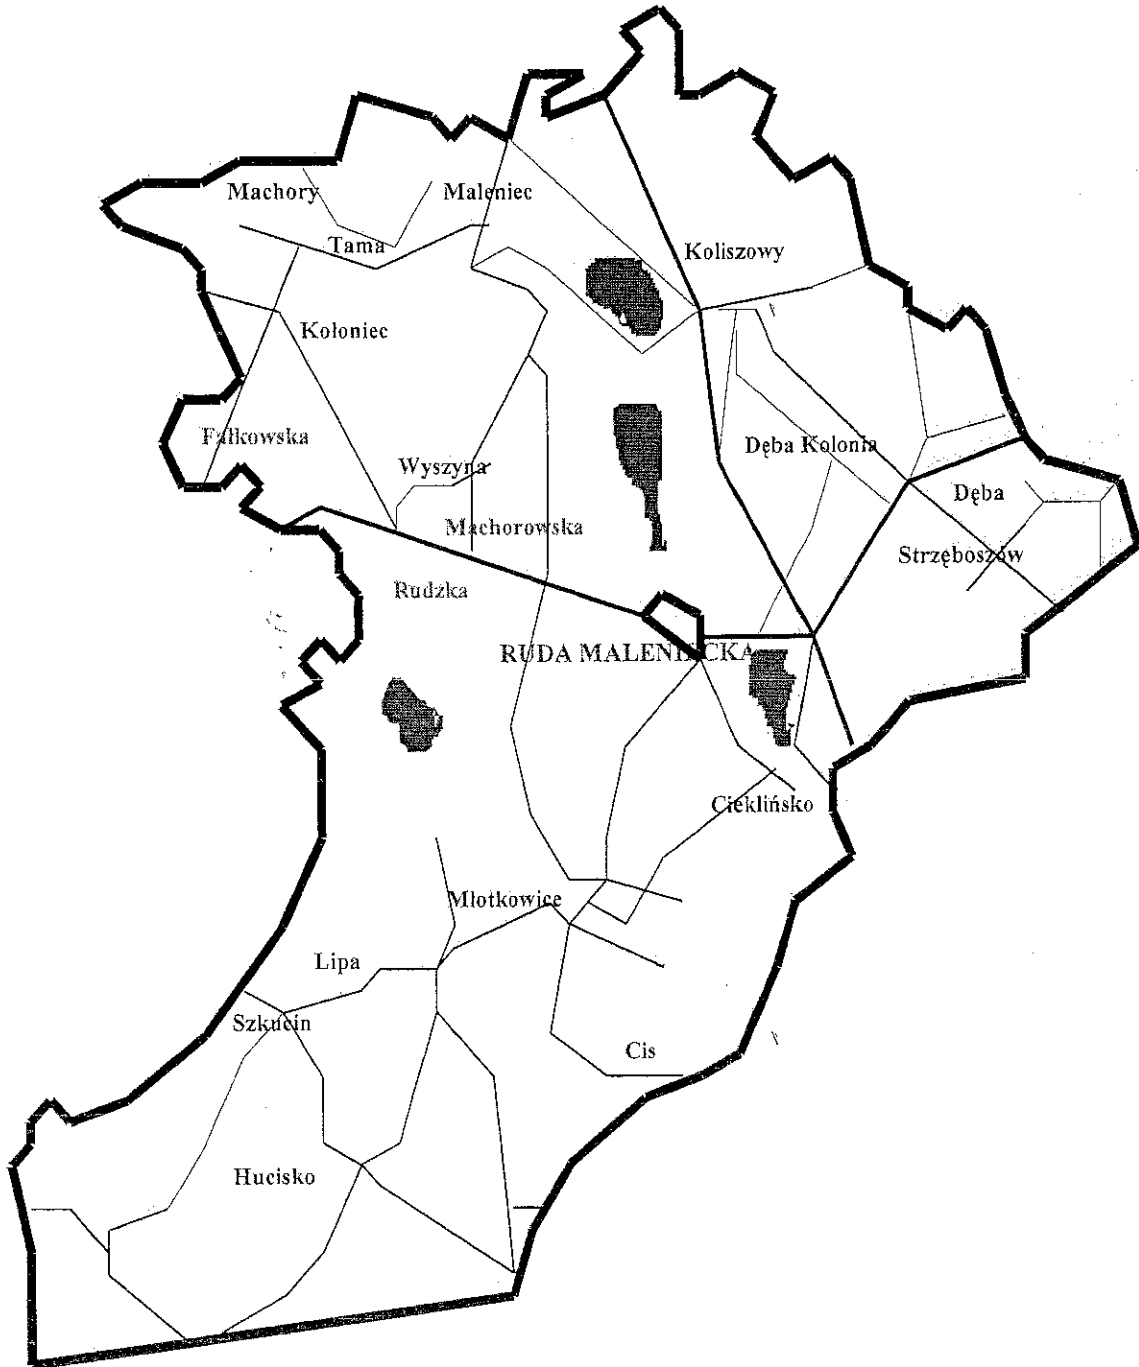 Machory
Maleniec
Tama
Koliszowy
Kołoniec
Fałkowska
Dęba Kolonia
Wyszyna
Dęba
Machorowska
Strzęboszów
Rudzka
RUDA MALENIECKA
Cieklińsko
Młotkowice
Lipa
Szkucin
Cis
Hucisko